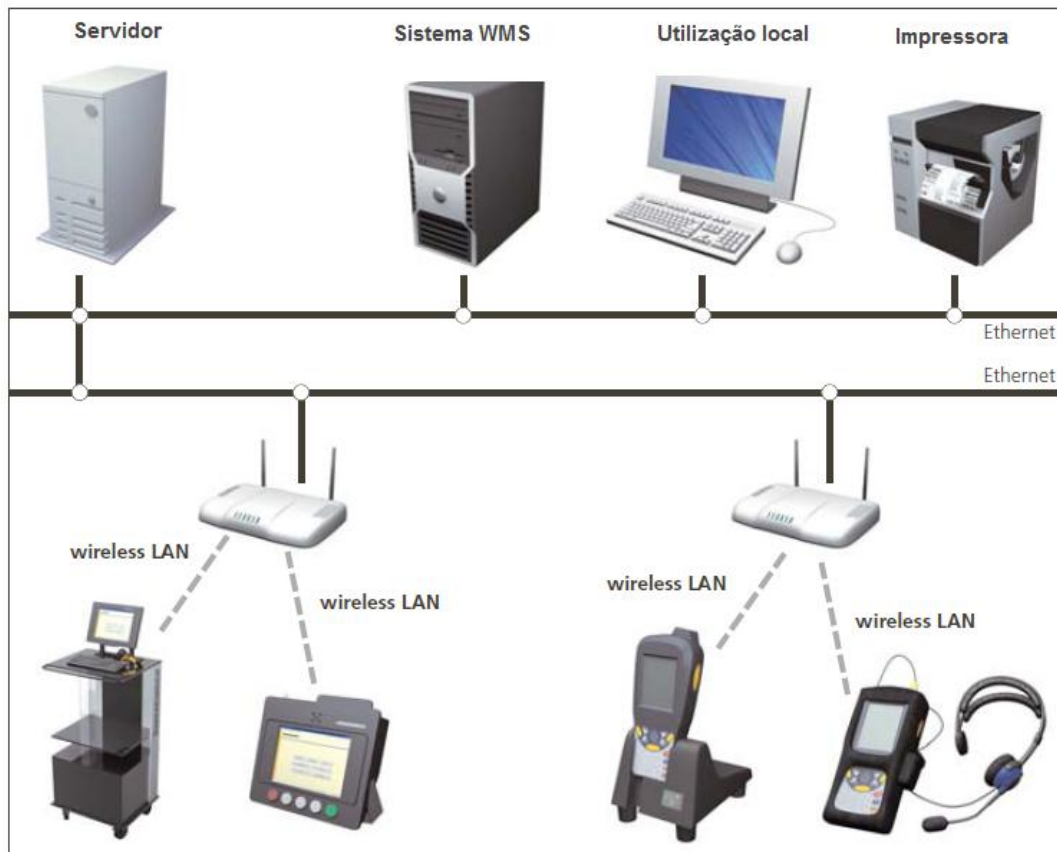 Servidor
Sistema WMS
Utilização local
Impressora
Ethernet
Ethernet
wireless LAN
wireless LAN
wireless LAN
wireless LAN